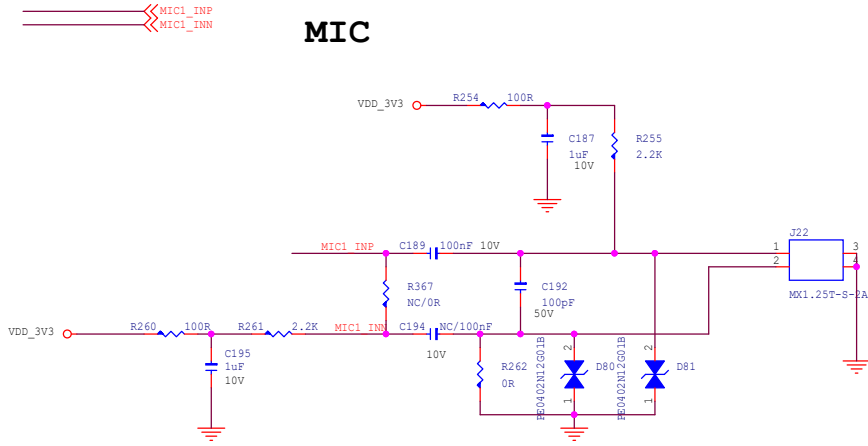 MIC1_INP
MIC1_INN
MIC
VDD_3V3
R254
100R
C187
1uF
10V
R255
2.2K
J22
1
2
3
4
MX1.25T-S-2A
MIC1_INP
C189
100nF
10V
R367
NC/0R
C192
100pF
50V
VDD_3V3
R260
100R
R261
2.2K
MIC1_INN
C194
NC/100nF
10V
C195
1uF
10V
R262
0R
PE0402N12G01B
2
1
D80
PE0402N12G01B
2
1
D81